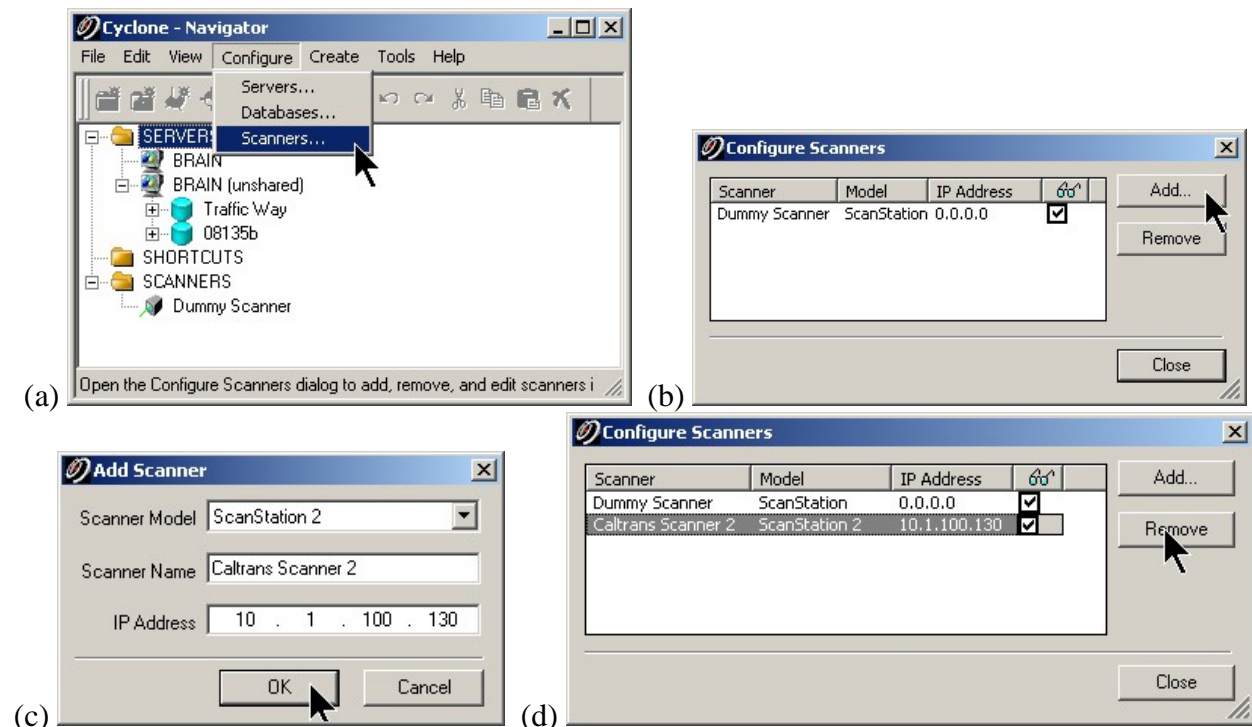 Cyclone - Navigator
File Edit View Configure Create Tools Help
Servers...
Databases...
Scanners...
SERVERS
BRAIN
BRAIN (unshared)
Traffic Way
08135b
SHORTCUTS
SCANNERS
Dummy Scanner
Open the Configure Scanners dialog to add, remove, and edit scanners i
(a)
Configure Scanners
Scanner Model IP Address
Dummy Scanner ScanStation 0.0.0.0
Add...
Remove
Close
(b)
Add Scanner
Scanner Model ScanStation 2
Scanner Name Caltrans Scanner 2
IP Address 10 . 1 . 100 . 130
OK Cancel
(c)
Configure Scanners
Scanner Model IP Address
Dummy Scanner ScanStation 0.0.0.0
Caltrans Scanner 2 ScanStation 2 10.1.100.130
Add...
Remove
Close
(d)